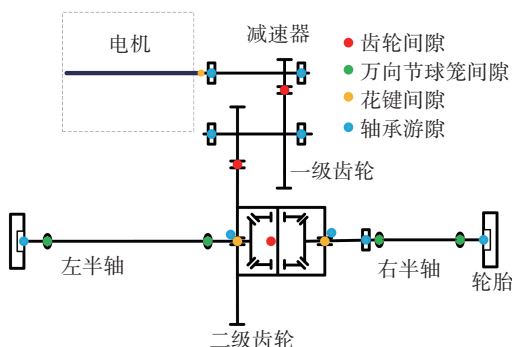 电机
减速器
齿轮间隙
万向节球笼间隙
花键间隙
轴承游隙
一级齿轮
左半轴
右半轴
轮胎
二级齿轮